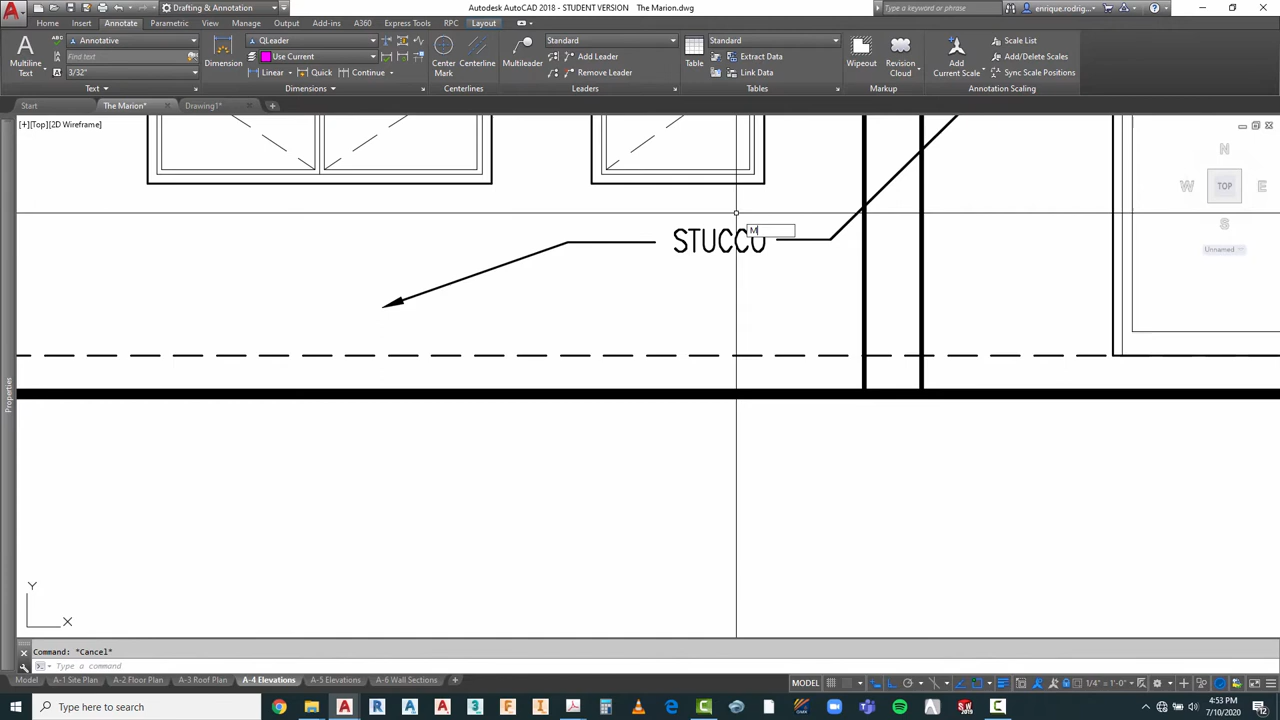 Drafting & Annotation
Autodesk AutoCAD 2018 - STUDENT VERSION    The Marion.dwg
Type a keyword or phrase
enrique.rodrig...
Home Insert Annotate Parametric View Manage Output Add-ins A360 Express Tools RPC Layout
Multiline Text
Annotative
Find text
3/32"
Text
Dimension
QLeader
Use Current
Linear Quick Continue
Dimensions
Center Mark
Centerline
Centerlines
Multileader
Standard
Add Leader
Remove Leader
Leaders
Table
Standard
Extract Data
Link Data
Tables
Wipeout
Revision Cloud
Markup
Add Current Scale
Scale List
Add/Delete Scales
Sync Scale Positions
Annotation Scaling
Start The Marion* Drawing1*
[+][Top][2D Wireframe]
N
W TOP E
S
Unnamed
M
STUCCO
Properties
Y
X
Command: *Cancel*
Type a command
Model A-1 Site Plan A-2 Floor Plan A-3 Roof Plan A-4 Elevations A-5 Elevations A-6 Wall Sections
MODEL
1/4" = 1'-0"
Type here to search
4:53 PM
7/10/2020